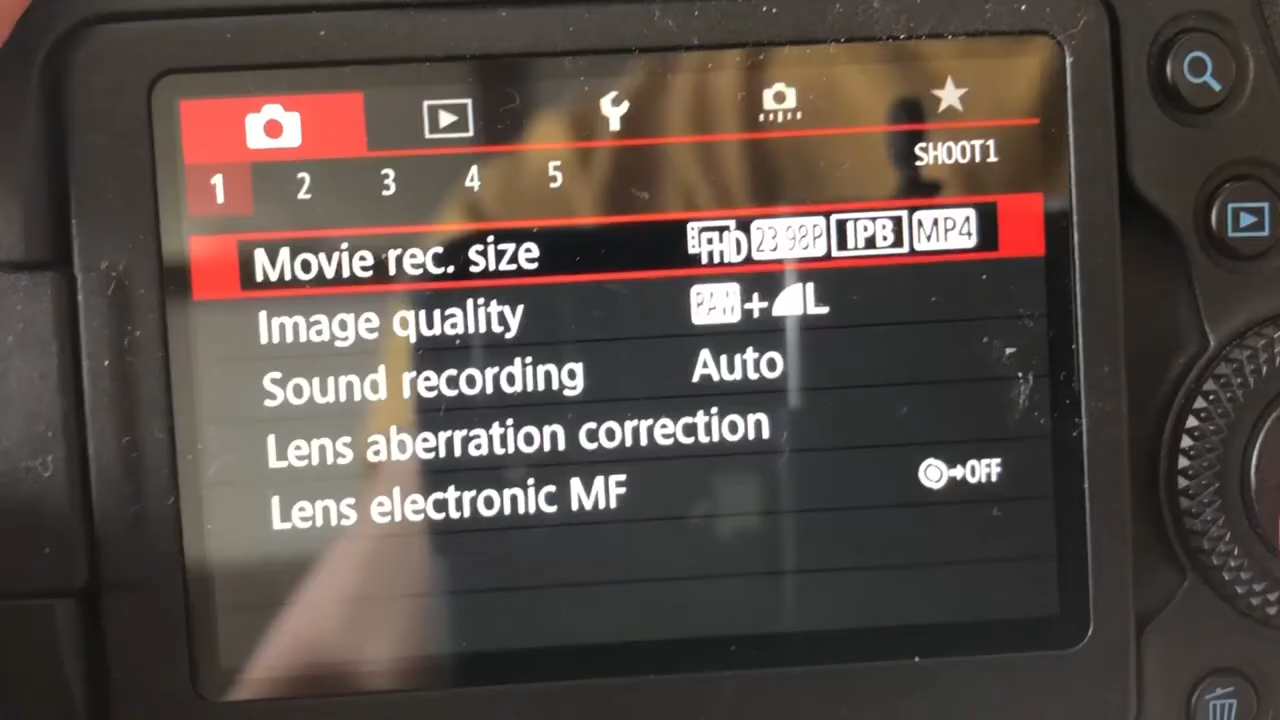 SHOOT1
1 2 3 4 5
Movie rec. size FHD 23.98P IPB MP4
Image quality RAW+L
Sound recording Auto
Lens aberration correction
Lens electronic MF →OFF